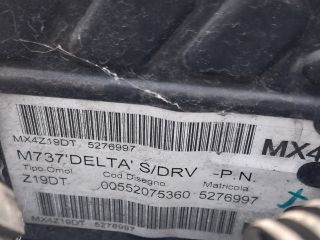 MX4Z19DT 5276997
M737'DELTA' S/DRV -P.N.
MX4
Tipo Omol. Cod Disegno Matricola
Z19DT 00552075360 5276997
MX4Z19DT 5276997